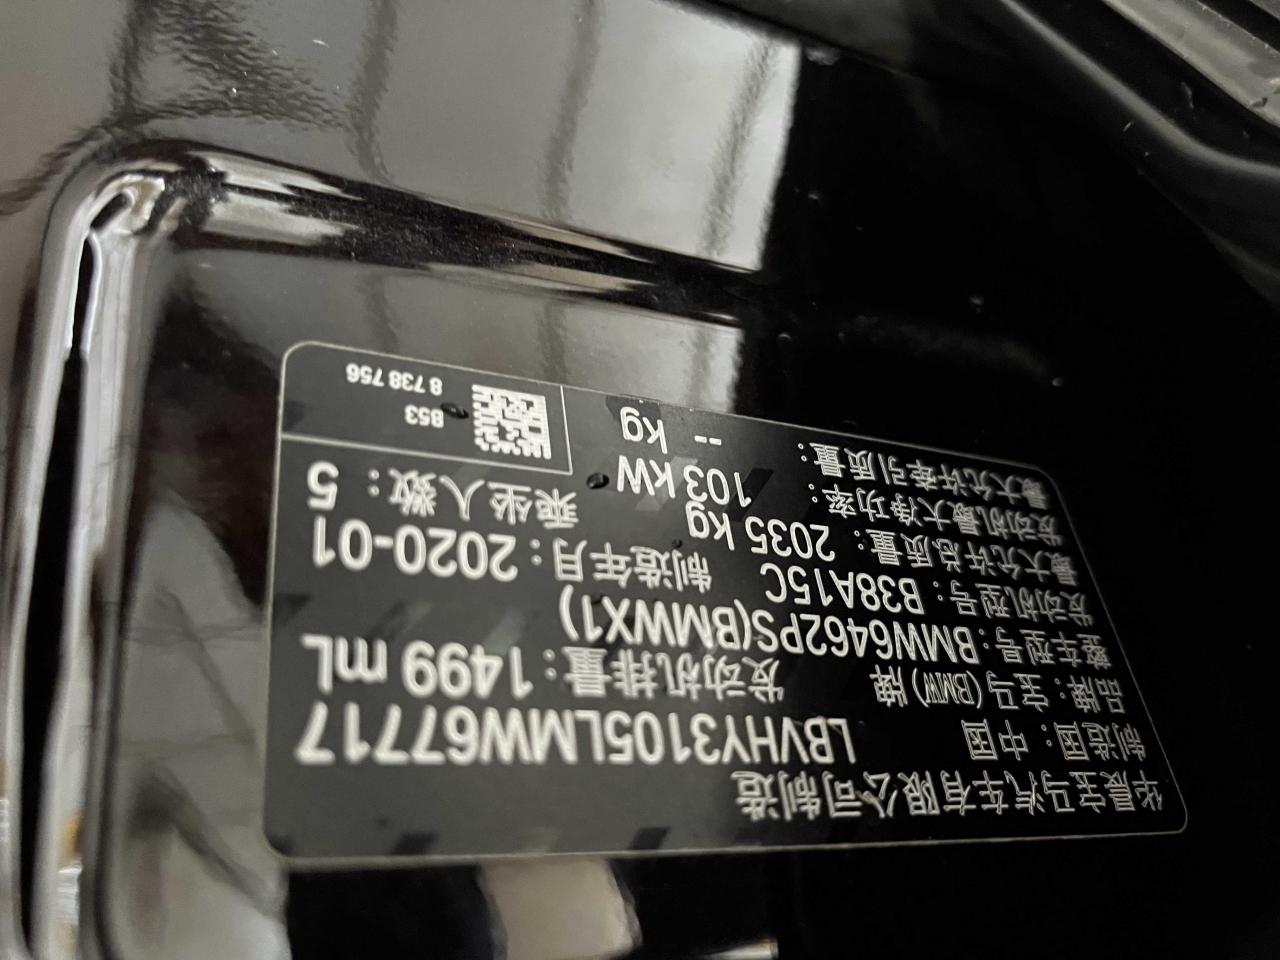 华晨宝马汽车有限公司制造
制造国：中国 LBVHY3105LMW67717
品牌：宝马(BMW)牌 发动机排量：1499 mL
整车型号：BMW6462PS(BMWX1)
发动机型号：B38A15C 制造年月：2020-01
最大允许总质量：2035 kg 乘坐人数：5
发动机最大净功率：103 kW
最大允许牵引质量：-- kg
B53
8 738 756